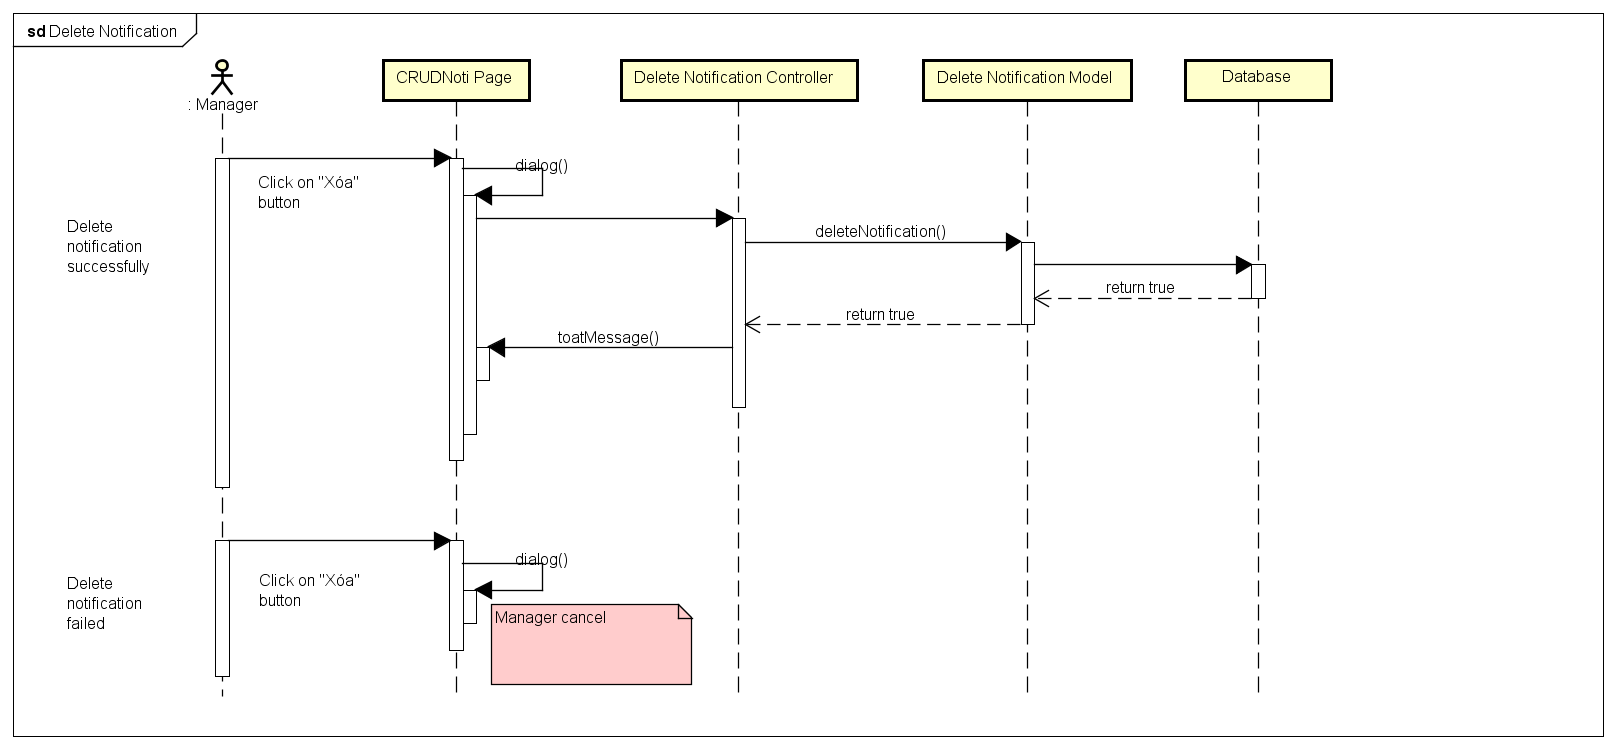 sd Delete Notification
: Manager
CRUDNoti Page
Delete Notification Controller
Delete Notification Model
Database
dialog()
Click on "Xóa"
button
Delete
notification
successfully
deleteNotification()
return true
return true
toatMessage()
dialog()
Click on "Xóa"
button
Delete
notification
failed
Manager cancel